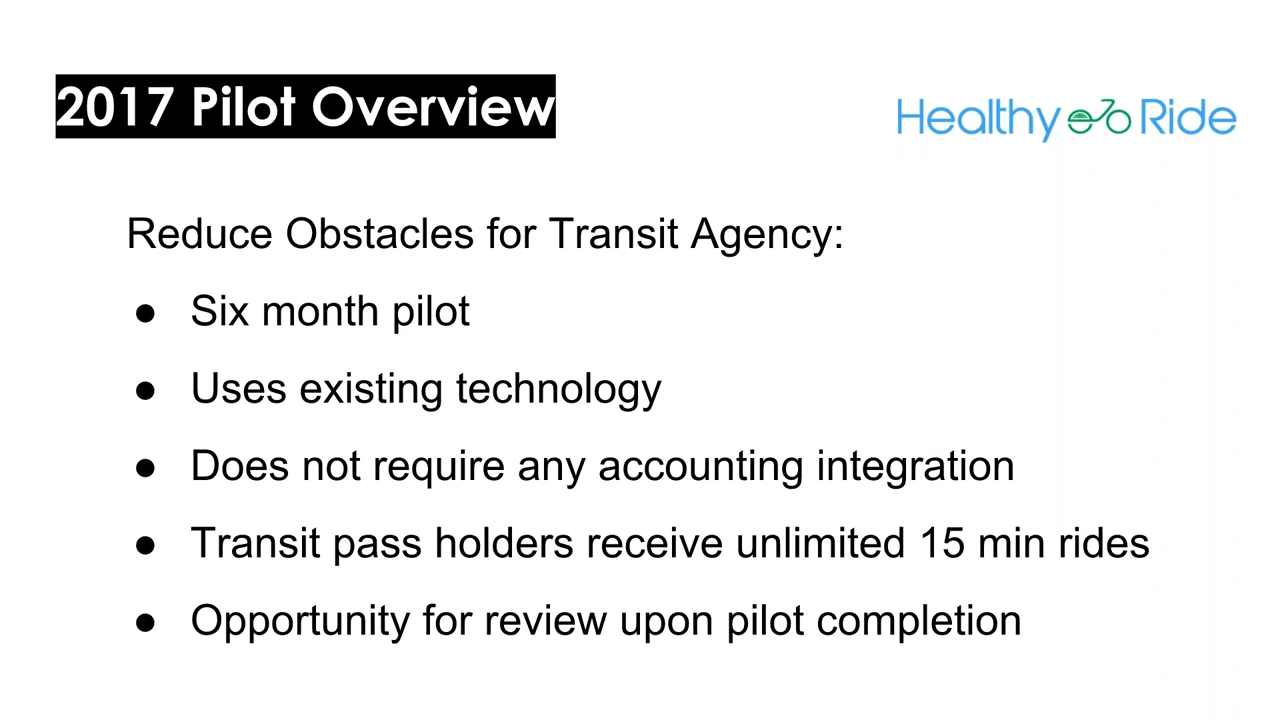 2017 Pilot Overview
Healthy Ride
Reduce Obstacles for Transit Agency:
● Six month pilot
● Uses existing technology
● Does not require any accounting integration
● Transit pass holders receive unlimited 15 min rides
● Opportunity for review upon pilot completion